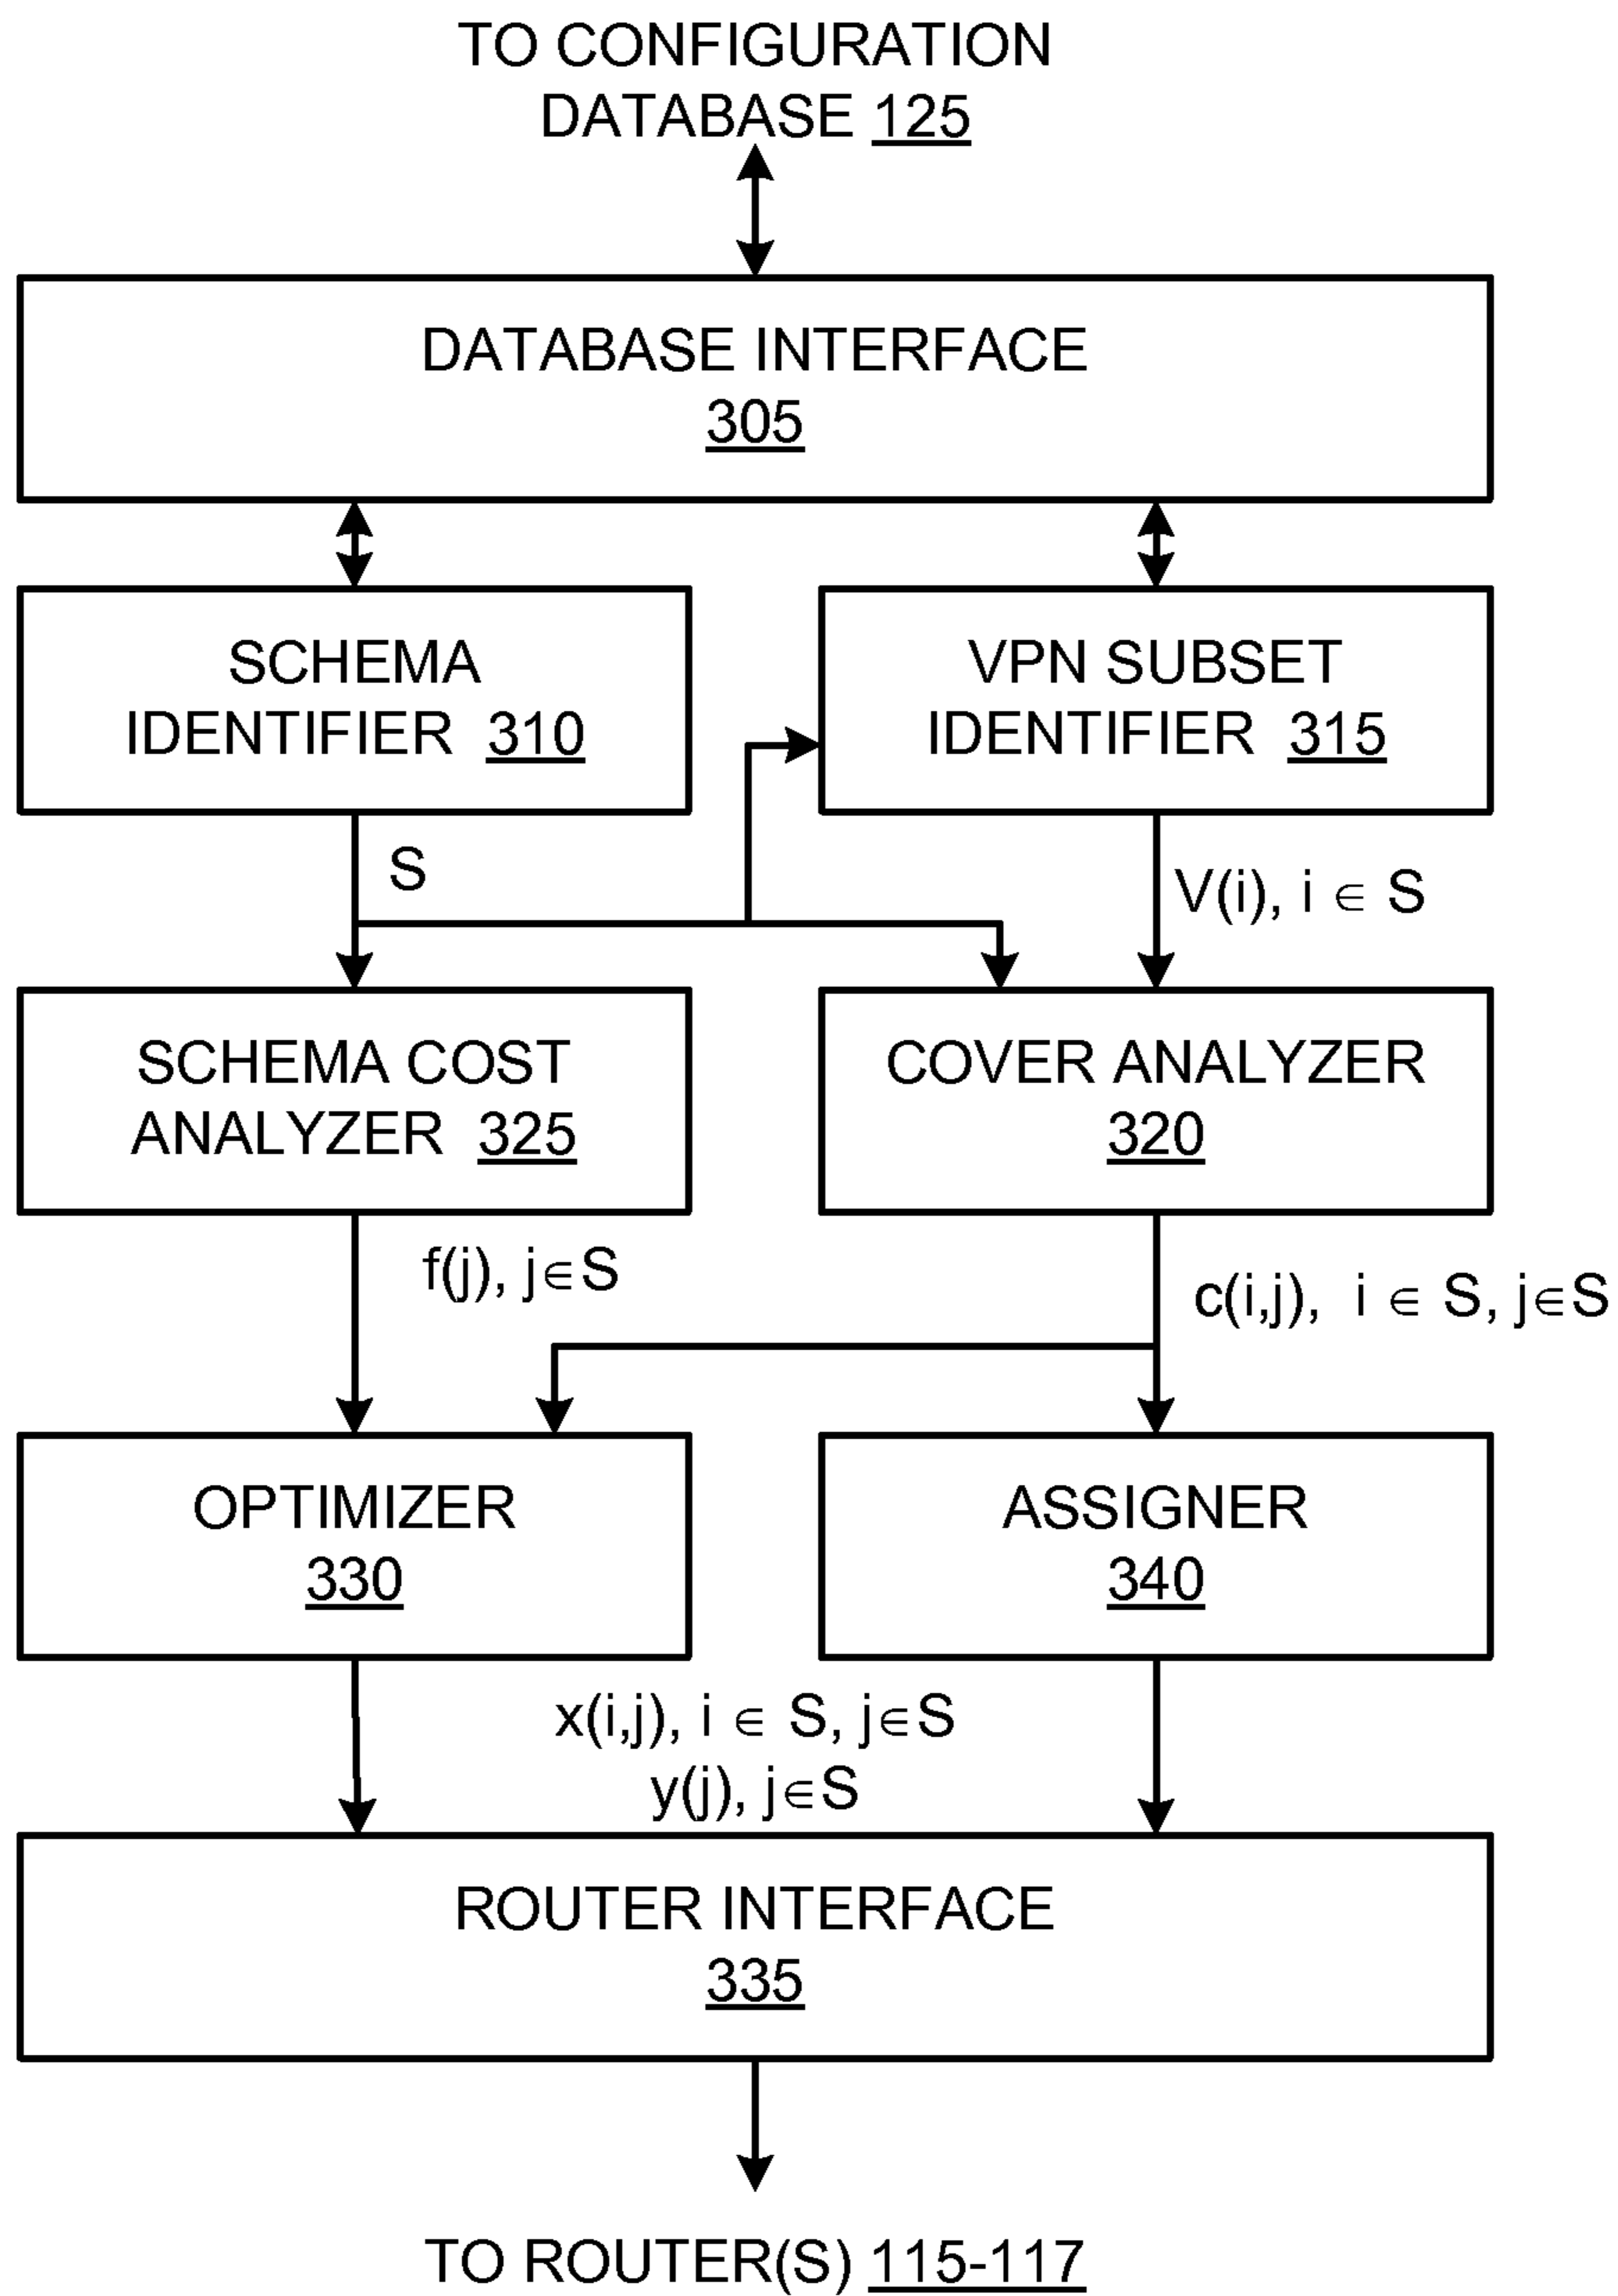 TO CONFIGURATION
DATABASE 125
DATABASE INTERFACE
305
SCHEMA
IDENTIFIER 310
VPN SUBSET
IDENTIFIER 315
S
V(i), i ∈ S
SCHEMA COST
ANALYZER 325
COVER ANALYZER
320
f(j), j∈S
c(i,j), i ∈ S, j∈S
OPTIMIZER
330
ASSIGNER
340
x(i,j), i ∈ S, j∈S
y(j), j∈S
ROUTER INTERFACE
335
TO ROUTER(S) 115-117